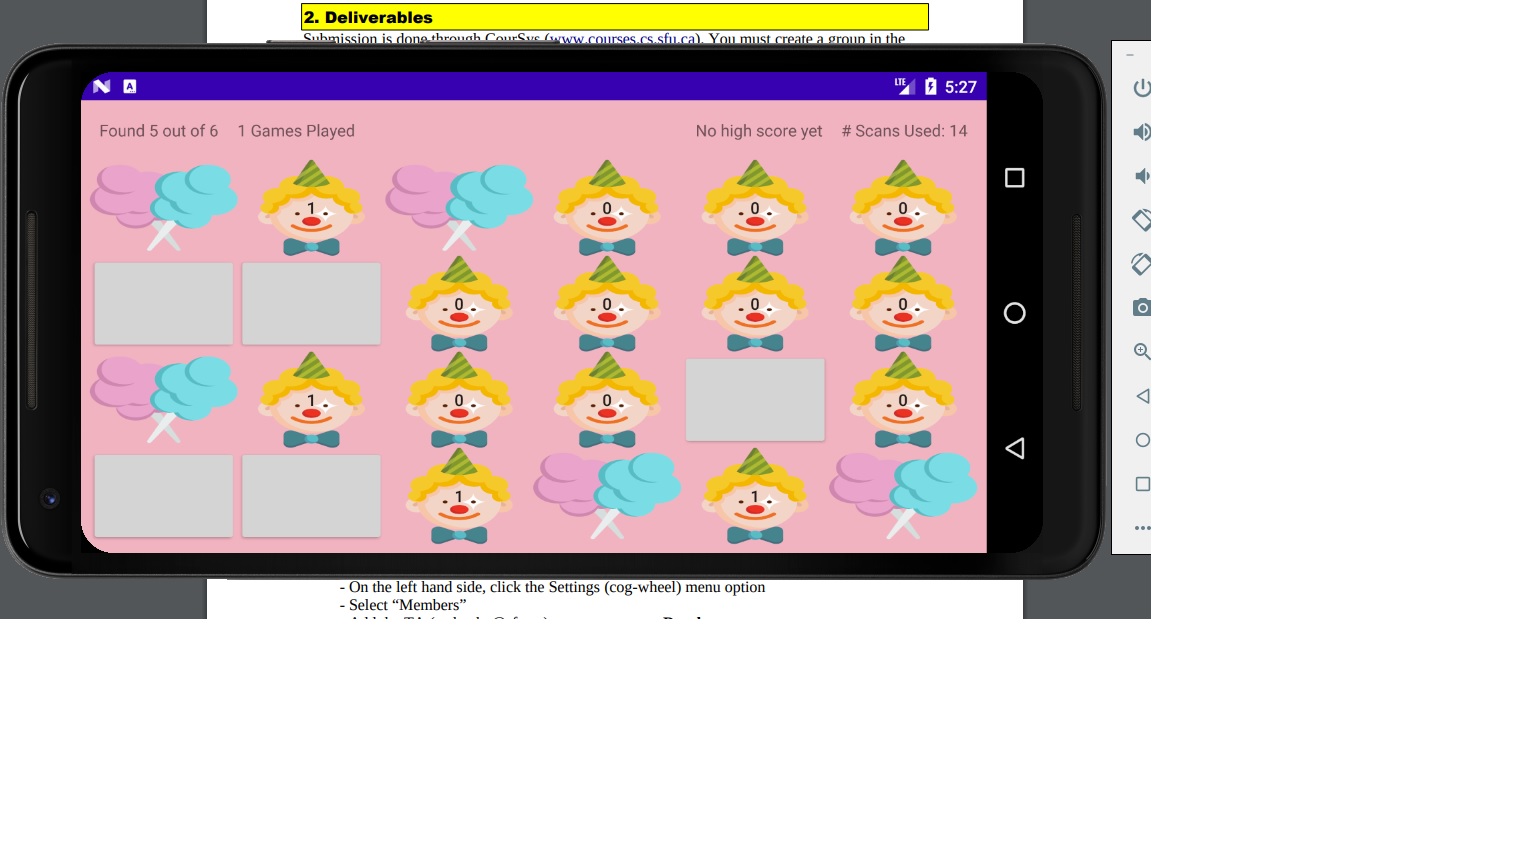 2. Deliverables
Submission is done through CourSys (www.courses.cs.sfu.ca). You must create a group in the
LTE 5:27
Found 5 out of 6 1 Games Played No high score yet # Scans Used: 14
1 0 0 0
0 0 0 0
1 0 0 0
1 1
- On the left hand side, click the Settings (cog-wheel) menu option
- Select “Members”